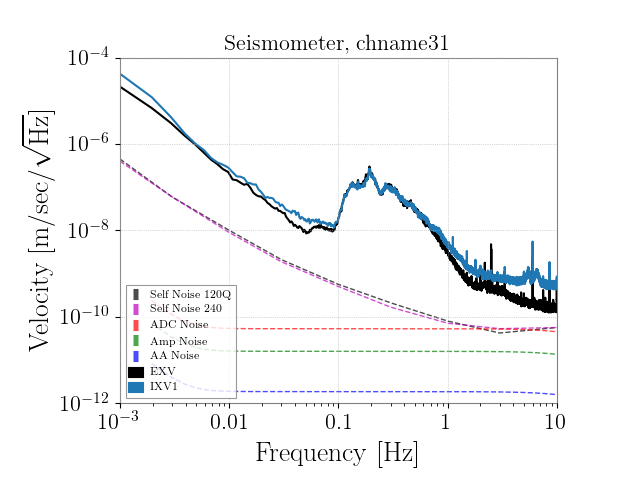 Seismometer, chname31
Velocity [m/sec/√Hz]
10⁻⁴
10⁻⁶
10⁻⁸
10⁻¹⁰
10⁻¹²
Self Noise 120Q
Self Noise 240
ADC Noise
Amp Noise
AA Noise
EXV
IXV1
10⁻³ 0.01 0.1 1 10
Frequency [Hz]